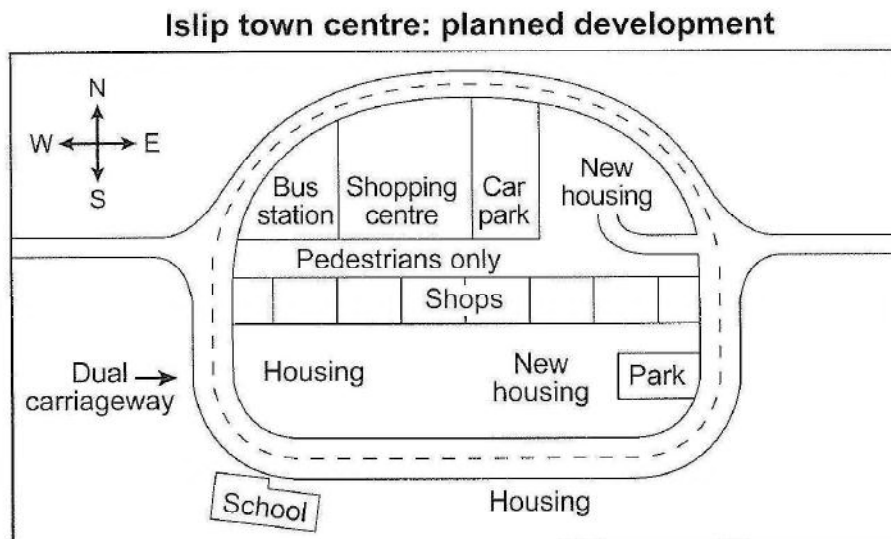 Islip town centre: planned development
N
W
E
S
Bus
station
Shopping
centre
Car
park
New
housing
Pedestrians only
Shops
Dual
carriageway
Housing
New
housing
Park
School
Housing